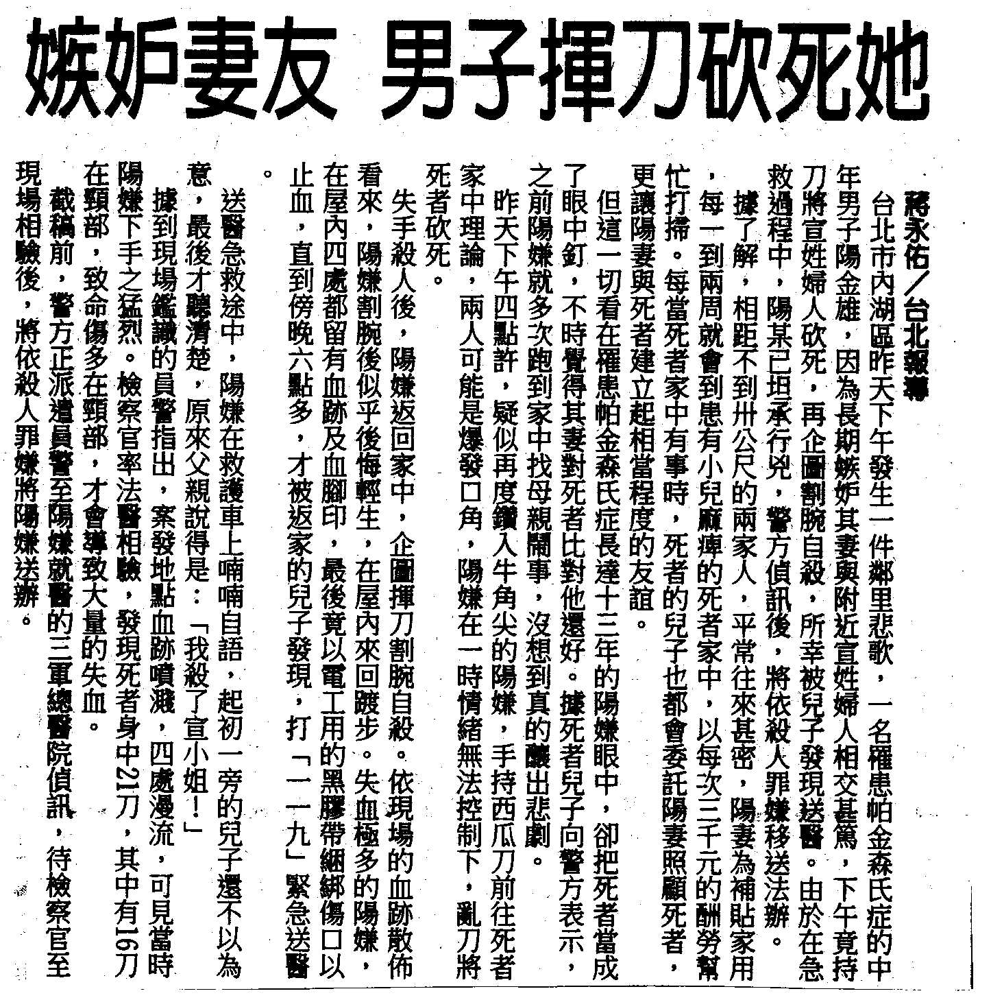 嫉妒妻友 男子揮刀砍死她
蔣永佑／台北報導
台北市內湖區昨天下午發生一件鄰里悲歌，一名罹患帕金森氏症的中
年男子陽金雄，因為長期嫉妒其妻與附近宣姓婦人相交甚篤，下午竟持
刀將宣姓婦人砍死，再企圖割腕自殺，所幸被兒子發現送醫。由於在急
救過程中，陽某已坦承行兇，警方偵訊後，將依殺人罪嫌移送法辦。
據了解，相距不到卅公尺的兩家人，平常往來甚密，陽妻為補貼家用
，每一到兩周就會到患有小兒麻痺的死者家中，以每次三千元的酬勞幫
忙打掃。每當死者家中有事時，死者的兒子也都會委託陽妻照顧死者，
更讓陽妻與死者建立起相當程度的友誼。
但這一切看在罹患帕金森氏症長達十三年的陽嫌眼中，卻把死者當成
了眼中釘，不時覺得其妻對死者比對他還好。據死者兒子向警方表示，
之前陽嫌就多次跑到家中找母親鬧事，沒想到真的釀出悲劇。
昨天下午四點許，疑似再度鑽入牛角尖的陽嫌，手持西瓜刀前往死者
家中理論，兩人可能是爆發口角，陽嫌在一時情緒無法控制下，亂刀將
死者砍死。
失手殺人後，陽嫌返回家中，企圖揮刀割腕自殺。依現場的血跡散佈
看來，陽嫌割腕後似乎後悔輕生，在屋內來回踱步。失血極多的陽嫌，
在屋內四處都留有血跡及血腳印，最後竟以電工用的黑膠帶綑綁傷口以
止血，直到傍晚六點多，才被返家的兒子發現，打「一一九」緊急送醫
。
送醫急救途中，陽嫌在救護車上喃喃自語，起初一旁的兒子還不以為
意，最後才聽清楚，原來父親說得是：「我殺了宣小姐！」
據到現場鑑識的員警指出，案發地點血跡噴濺，四處漫流，可見當時
陽嫌下手之猛烈。檢察官率法醫相驗，發現死者身中21刀，其中有16刀
在頸部，致命傷多在頸部，才會導致大量的失血。
截稿前，警方正派遣員警至陽嫌就醫的三軍總醫院偵訊，待檢察官至
現場相驗後，將依殺人罪嫌將陽嫌送辦。